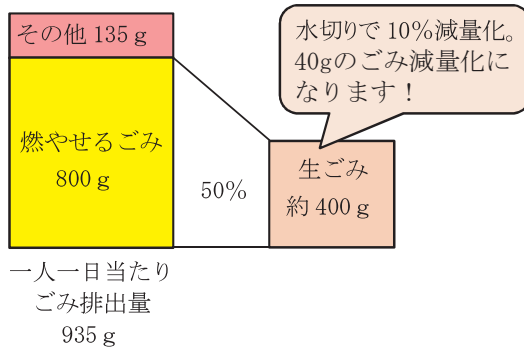 その他 135 g
燃やせるごみ
800 g
50%
水切りで 10%減量化。
40gのごみ減量化に
なります！
生ごみ
約 400 g
一人一日当たり
ごみ排出量
935 g